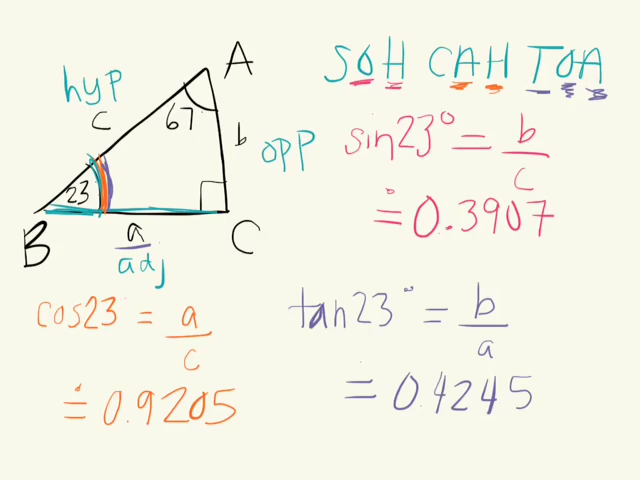 A
SOH CAH TOA
hyp
c
67
b
opp
sin23° = b/c
23
≐ 0.3907
B
a
C
adj
cos23 = a/c
tan23° = b/a
≐ 0.9205
≐ 0.4245